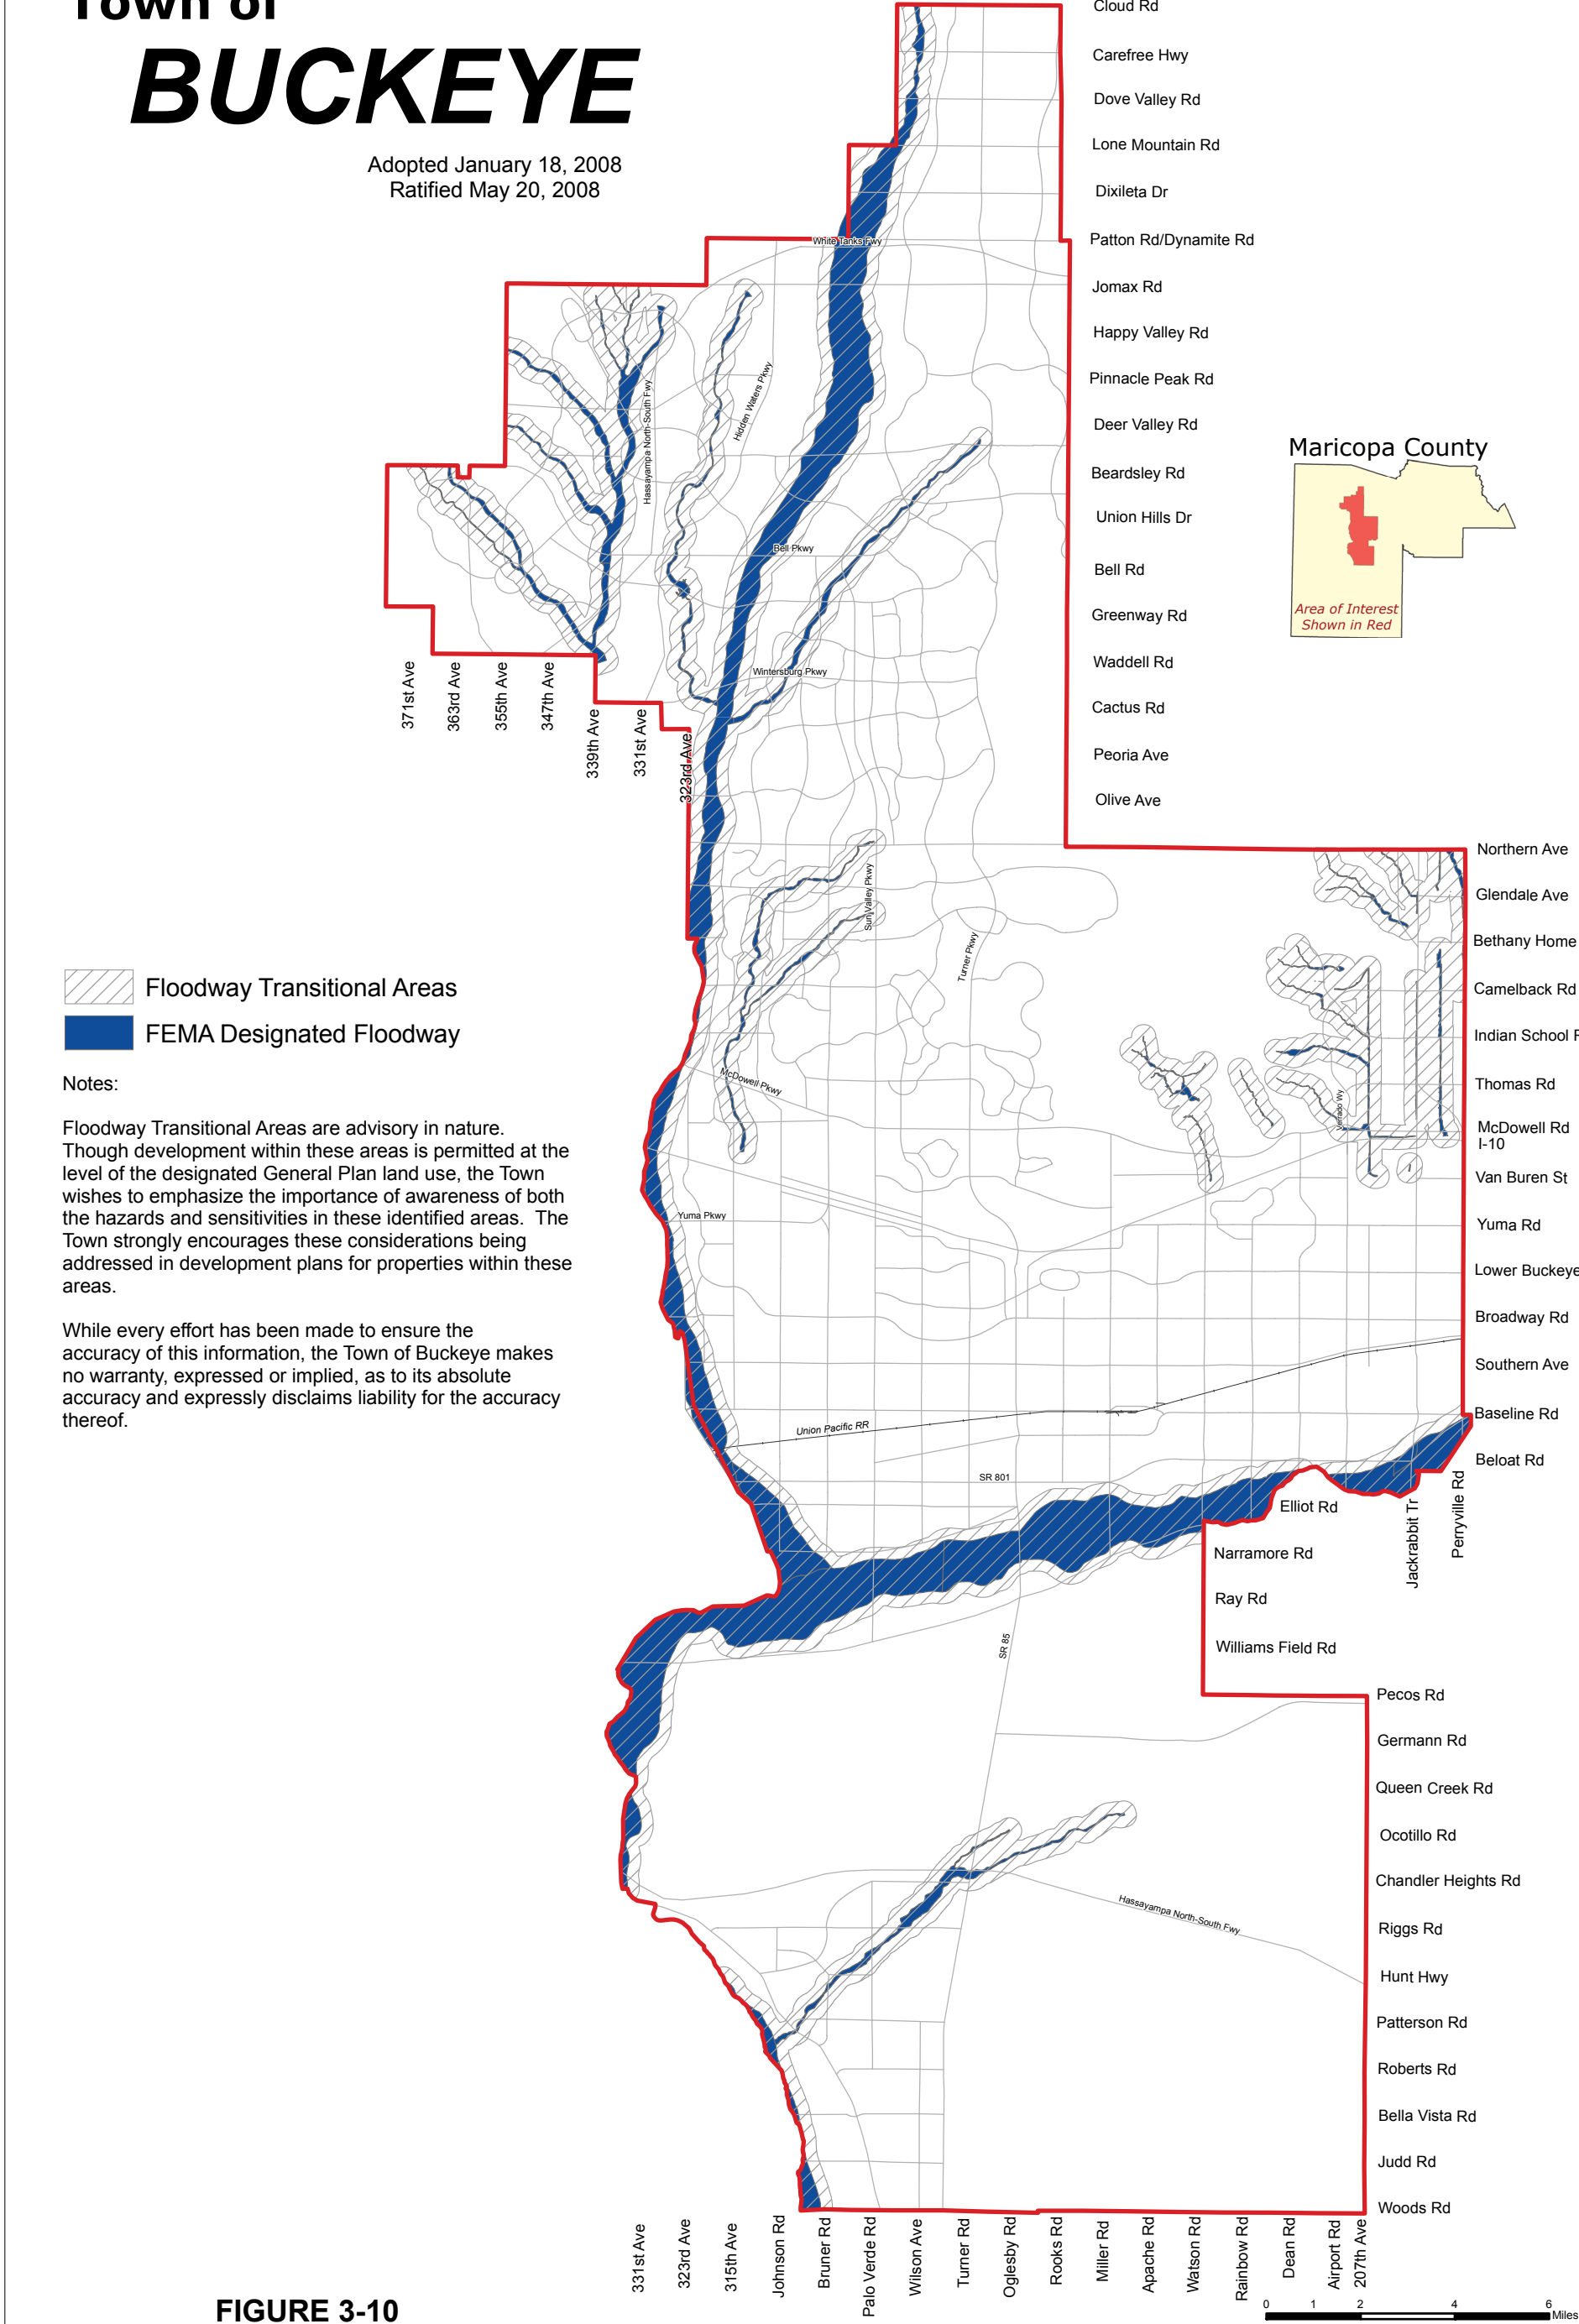 Town of
BUCKEYE
Adopted January 18, 2008
Ratified May 20, 2008
Cloud Rd
Carefree Hwy
Dove Valley Rd
Lone Mountain Rd
Dixileta Dr
Patton Rd/Dynamite Rd
Jomax Rd
Happy Valley Rd
Pinnacle Peak Rd
Deer Valley Rd
Beardsley Rd
Union Hills Dr
Bell Rd
Greenway Rd
Waddell Rd
Cactus Rd
Peoria Ave
Olive Ave
White Tanks Fwy
Hassayampa North-South Fwy
Hidden Waters Pkwy
Bell Pkwy
Wintersburg Pkwy
Maricopa County
Area of Interest
Shown in Red
371st Ave
363rd Ave
355th Ave
347th Ave
339th Ave
331st Ave
323rd Ave
Northern Ave
Glendale Ave
Bethany Home
Camelback Rd
Indian School R
Thomas Rd
McDowell Rd
I-10
Van Buren St
Yuma Rd
Lower Buckeye
Broadway Rd
Southern Ave
Baseline Rd
Beloat Rd
Sun Valley Pkwy
Turner Pkwy
McDowell Pkwy
Verrado Wy
Yuma Pkwy
Union Pacific RR
SR 801
SR 85
Floodway Transitional Areas
FEMA Designated Floodway
Notes:
Floodway Transitional Areas are advisory in nature.
Though development within these areas is permitted at the
level of the designated General Plan land use, the Town
wishes to emphasize the importance of awareness of both
the hazards and sensitivities in these identified areas. The
Town strongly encourages these considerations being
addressed in development plans for properties within these
areas.
While every effort has been made to ensure the
accuracy of this information, the Town of Buckeye makes
no warranty, expressed or implied, as to its absolute
accuracy and expressly disclaims liability for the accuracy
thereof.
Elliot Rd
Jackrabbit Tr
Perryville Rd
Narramore Rd
Ray Rd
Williams Field Rd
Pecos Rd
Germann Rd
Queen Creek Rd
Ocotillo Rd
Chandler Heights Rd
Riggs Rd
Hunt Hwy
Patterson Rd
Roberts Rd
Bella Vista Rd
Judd Rd
Woods Rd
Hassayampa North-South Fwy
331st Ave
323rd Ave
315th Ave
Johnson Rd
Bruner Rd
Palo Verde Rd
Wilson Ave
Turner Rd
Oglesby Rd
Rooks Rd
Miller Rd
Apache Rd
Watson Rd
Rainbow Rd
Dean Rd
Airport Rd
207th Ave
0 1 2 4 6
Miles
FIGURE 3-10